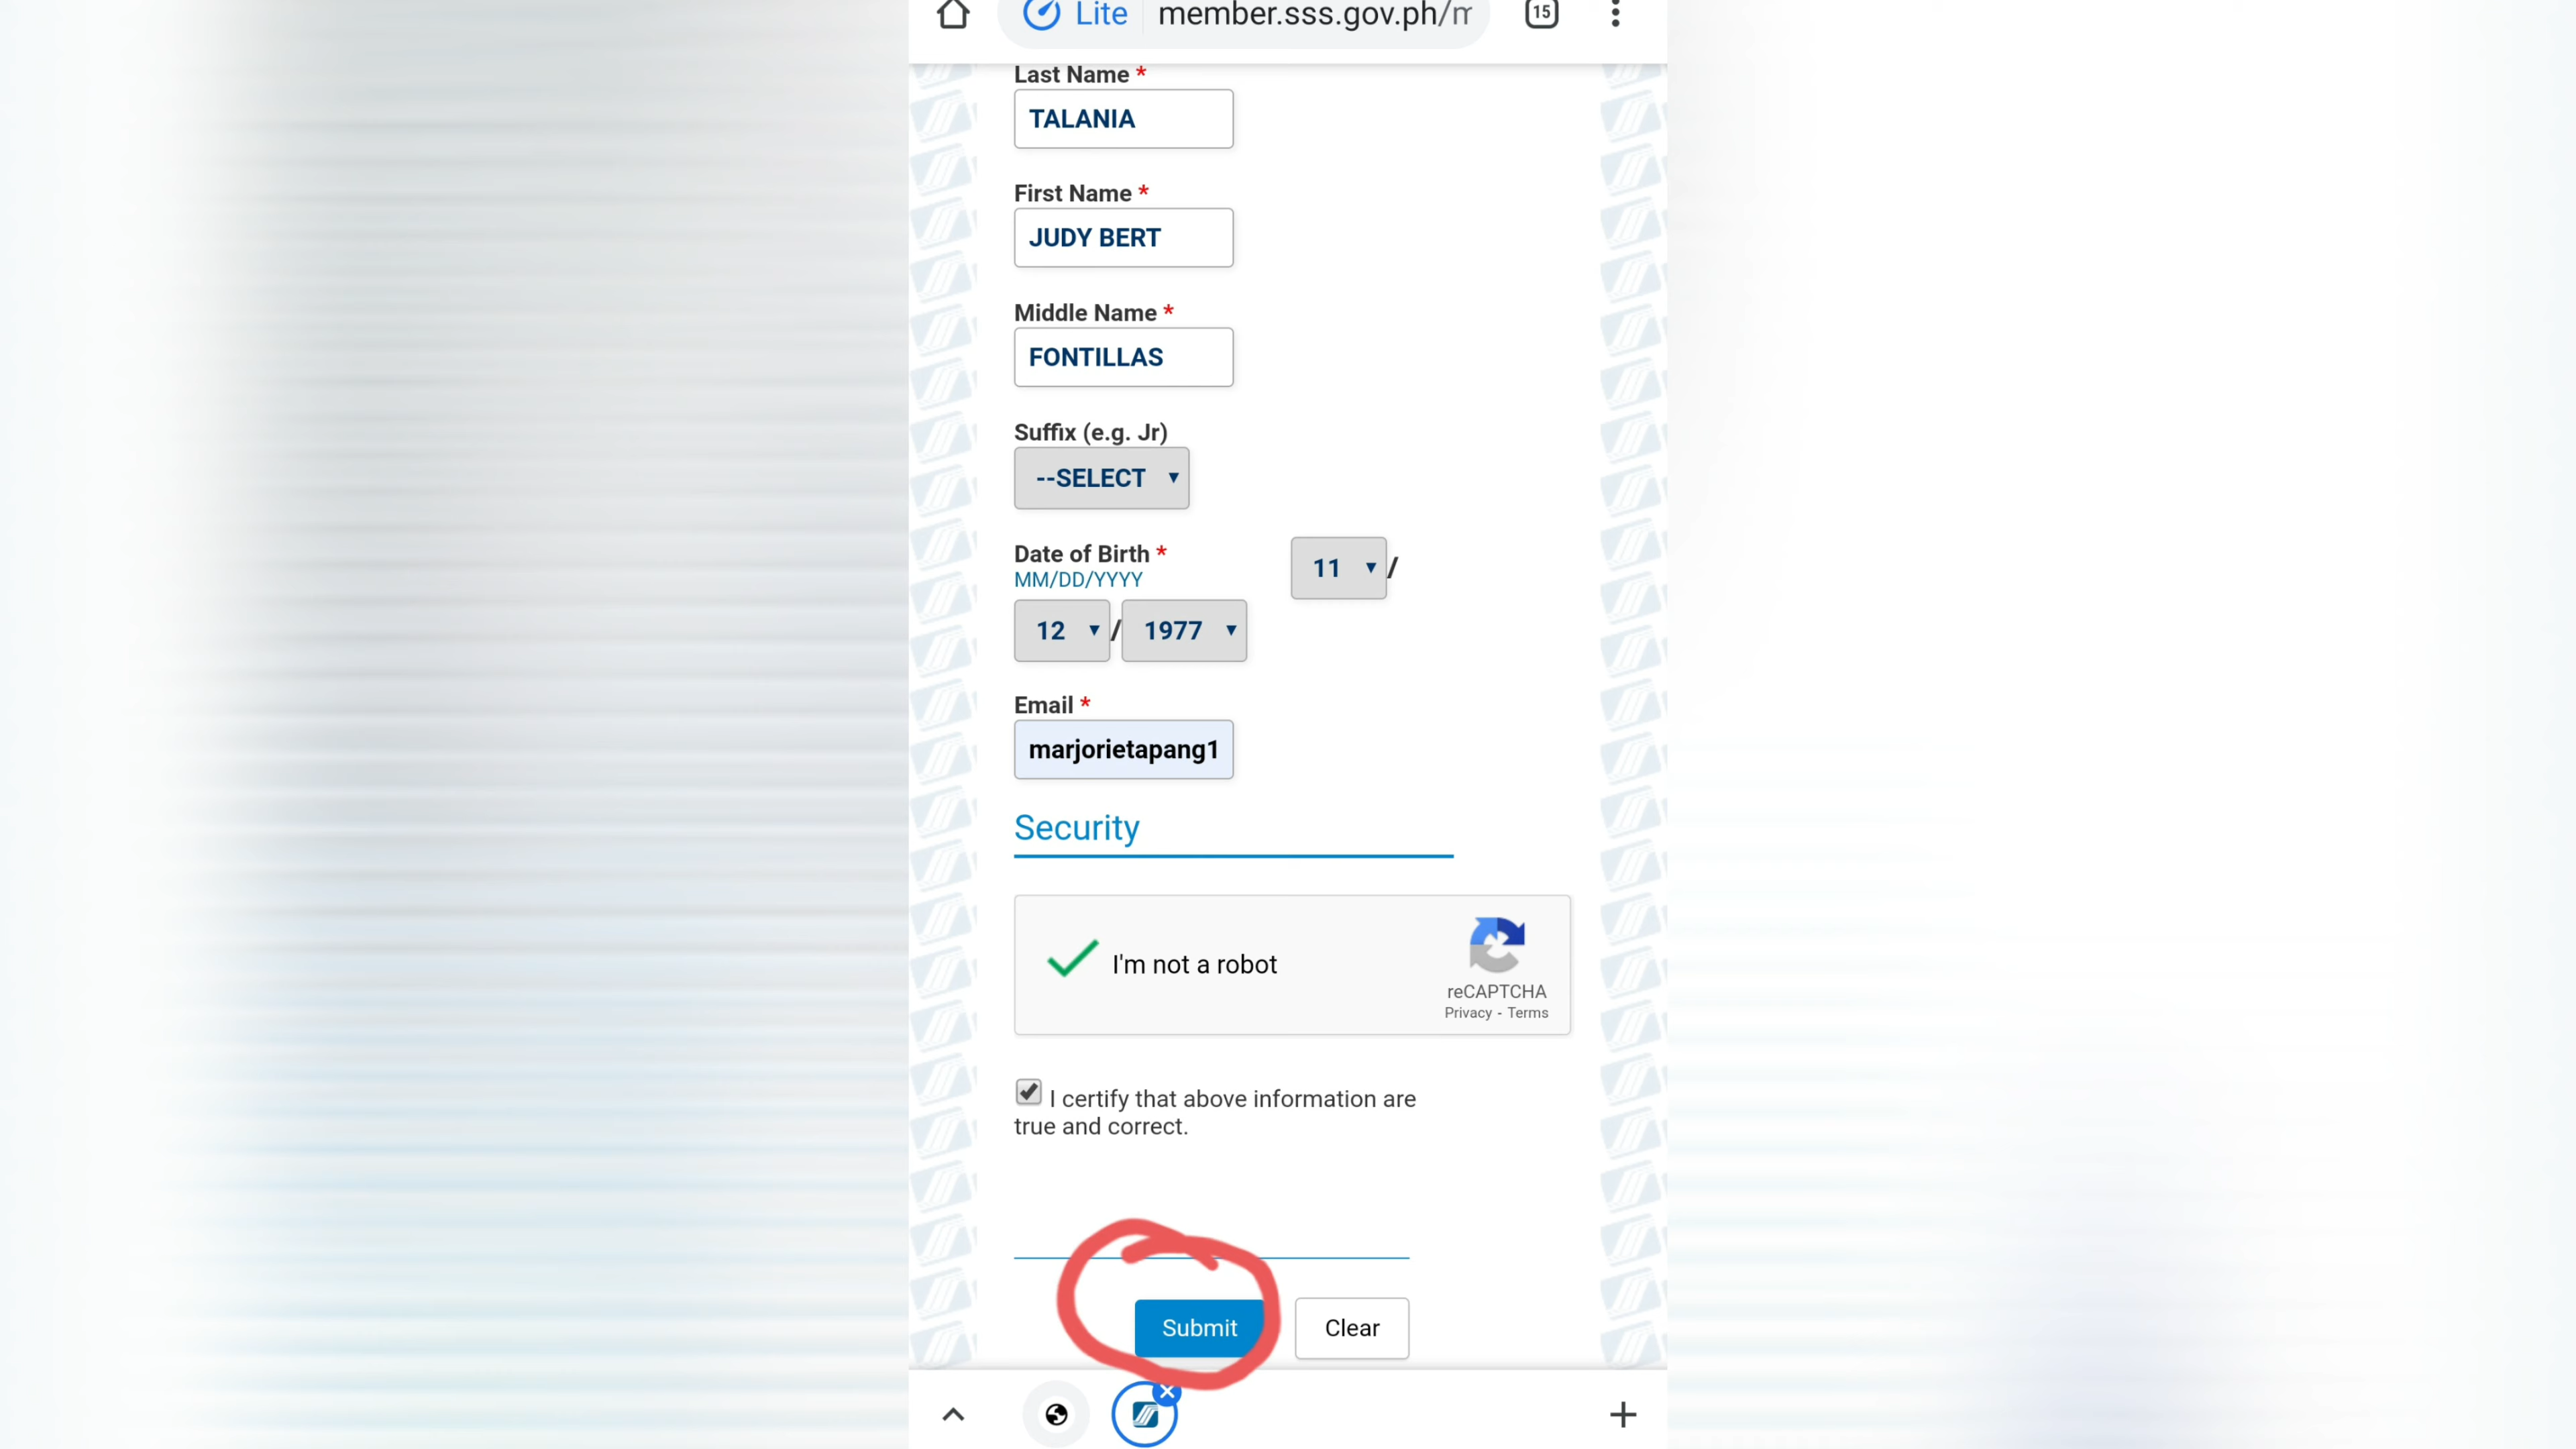 Lite member.sss.gov.ph/m 15
Last Name *
TALANIA
First Name *
JUDY BERT
Middle Name *
FONTILLAS
Suffix (e.g. Jr)
--SELECT
Date of Birth *
MM/DD/YYYY
11 /
12 / 1977
Email *
marjorietapang1
Security
I'm not a robot
reCAPTCHA
Privacy - Terms
I certify that above information are
true and correct.
Submit Clear